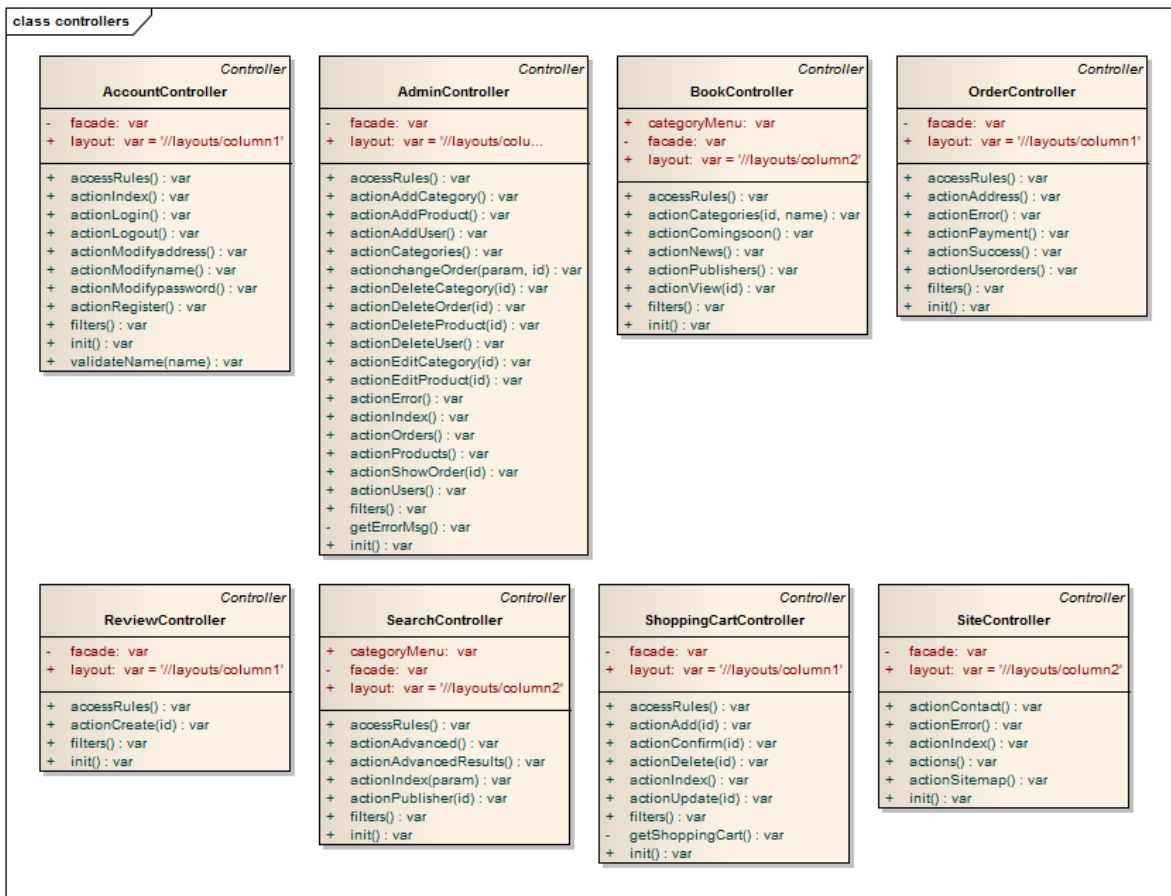 class controllers
Controller
AccountController
- facade: var
+ layout: var = '//layouts/column1'
+ accessRules() : var
+ actionIndex() : var
+ actionLogin() : var
+ actionLogout() : var
+ actionModifyaddress() : var
+ actionModifyname() : var
+ actionModifypassword() : var
+ actionRegister() : var
+ filters() : var
+ init() : var
+ validateName(name) : var
Controller
AdminController
- facade: var
+ layout: var = '//layouts/colu...
+ accessRules() : var
+ actionAddCategory() : var
+ actionAddProduct() : var
+ actionAddUser() : var
+ actionCategories() : var
+ actionchangeOrder(param, id) : var
+ actionDeleteCategory(id) : var
+ actionDeleteOrder(id) : var
+ actionDeleteProduct(id) : var
+ actionDeleteUser() : var
+ actionEditCategory(id) : var
+ actionEditProduct(id) : var
+ actionError() : var
+ actionIndex() : var
+ actionOrders() : var
+ actionProducts() : var
+ actionShowOrder(id) : var
+ actionUsers() : var
+ filters() : var
- getErrorMsg() : var
+ init() : var
Controller
BookController
+ categoryMenu: var
- facade: var
+ layout: var = '//layouts/column2'
+ accessRules() : var
+ actionCategories(id, name) : var
+ actionComingsoon() : var
+ actionNews() : var
+ actionPublishers() : var
+ actionView(id) : var
+ filters() : var
+ init() : var
Controller
OrderController
- facade: var
+ layout: var = '//layouts/column1'
+ accessRules() : var
+ actionAddress() : var
+ actionError() : var
+ actionPayment() : var
+ actionSuccess() : var
+ actionUserorders() : var
+ filters() : var
+ init() : var
Controller
ReviewController
- facade: var
+ layout: var = '//layouts/column1'
+ accessRules() : var
+ actionCreate(id) : var
+ filters() : var
+ init() : var
Controller
SearchController
+ categoryMenu: var
- facade: var
+ layout: var = '//layouts/column2'
+ accessRules() : var
+ actionAdvanced() : var
+ actionAdvancedResults() : var
+ actionIndex(param) : var
+ actionPublisher(id) : var
+ filters() : var
+ init() : var
Controller
ShoppingCartController
- facade: var
+ layout: var = '//layouts/column1'
+ accessRules() : var
+ actionAdd(id) : var
+ actionConfirm(id) : var
+ actionDelete(id) : var
+ actionIndex() : var
+ actionUpdate(id) : var
+ filters() : var
- getShoppingCart() : var
+ init() : var
Controller
SiteController
- facade: var
+ layout: var = '//layouts/column2'
+ actionContact() : var
+ actionError() : var
+ actionIndex() : var
+ actions() : var
+ actionSitemap() : var
+ init() : var